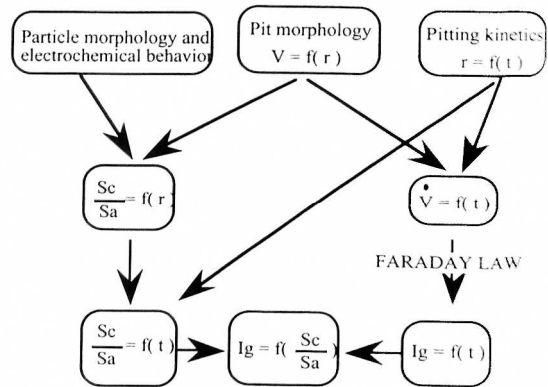 Particle morphology and
electrochemical behavior
Pit morphology
V = f( r )
Pitting kinetics
r = f( t )
Sc
Sa
= f( r )
V̇ = f( t )
FARADAY LAW
Sc
Sa
= f( t )
Ig = f( Sc
Sa
)
Ig = f( t )